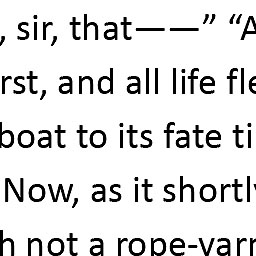 , sir, that——” “A
rst, and all life fle
boat to its fate ti
Now, as it shortly
h not a rope-yarn